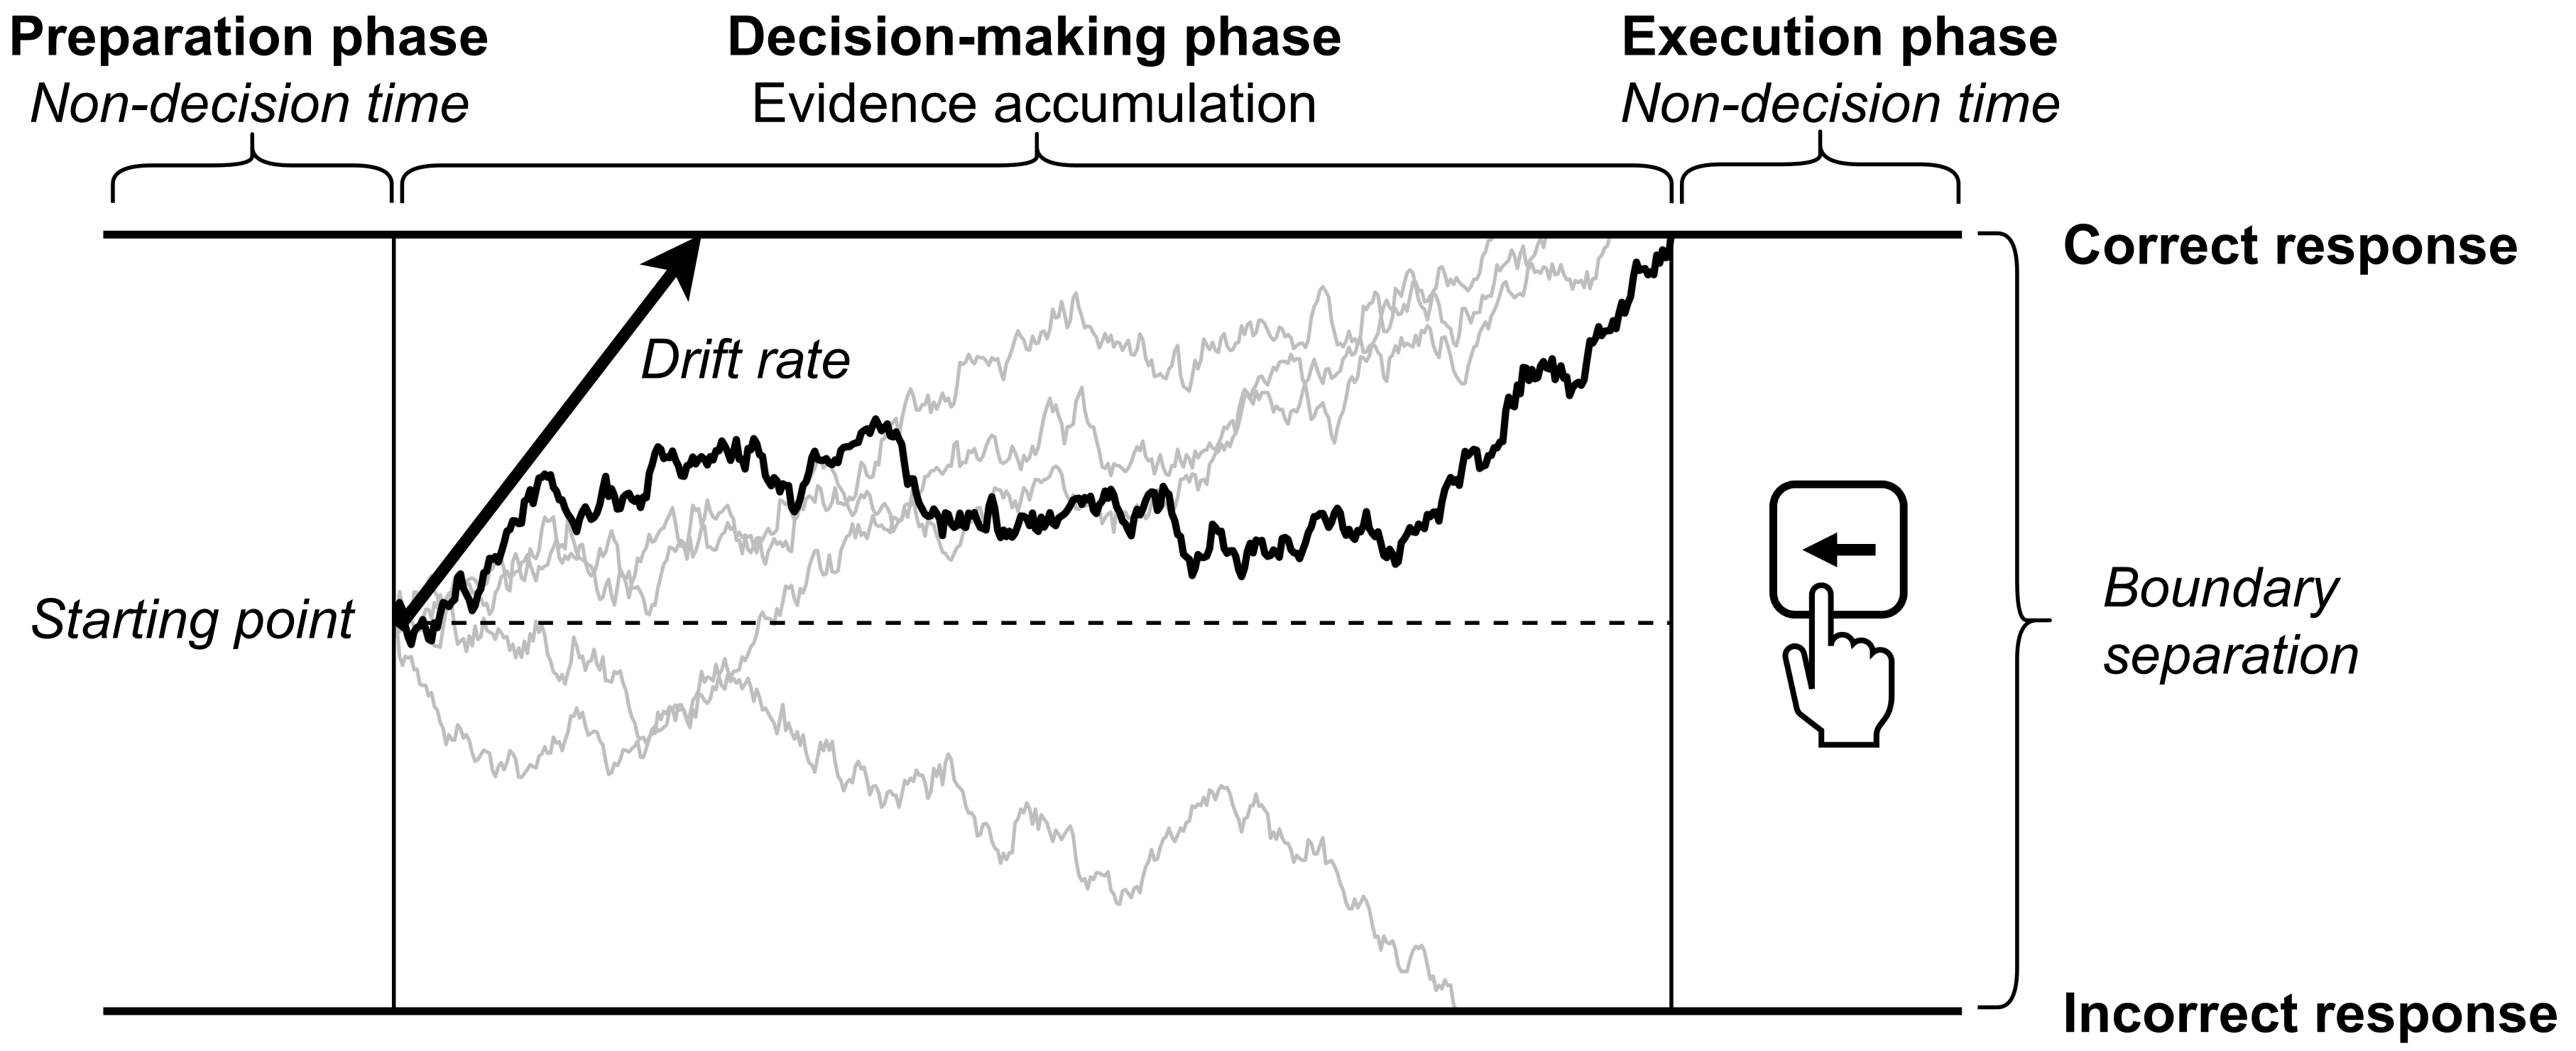 Preparation phase
Non-decision time
Decision-making phase
Evidence accumulation
Execution phase
Non-decision time
Correct response
Drift rate
Starting point
Boundary
separation
Incorrect response